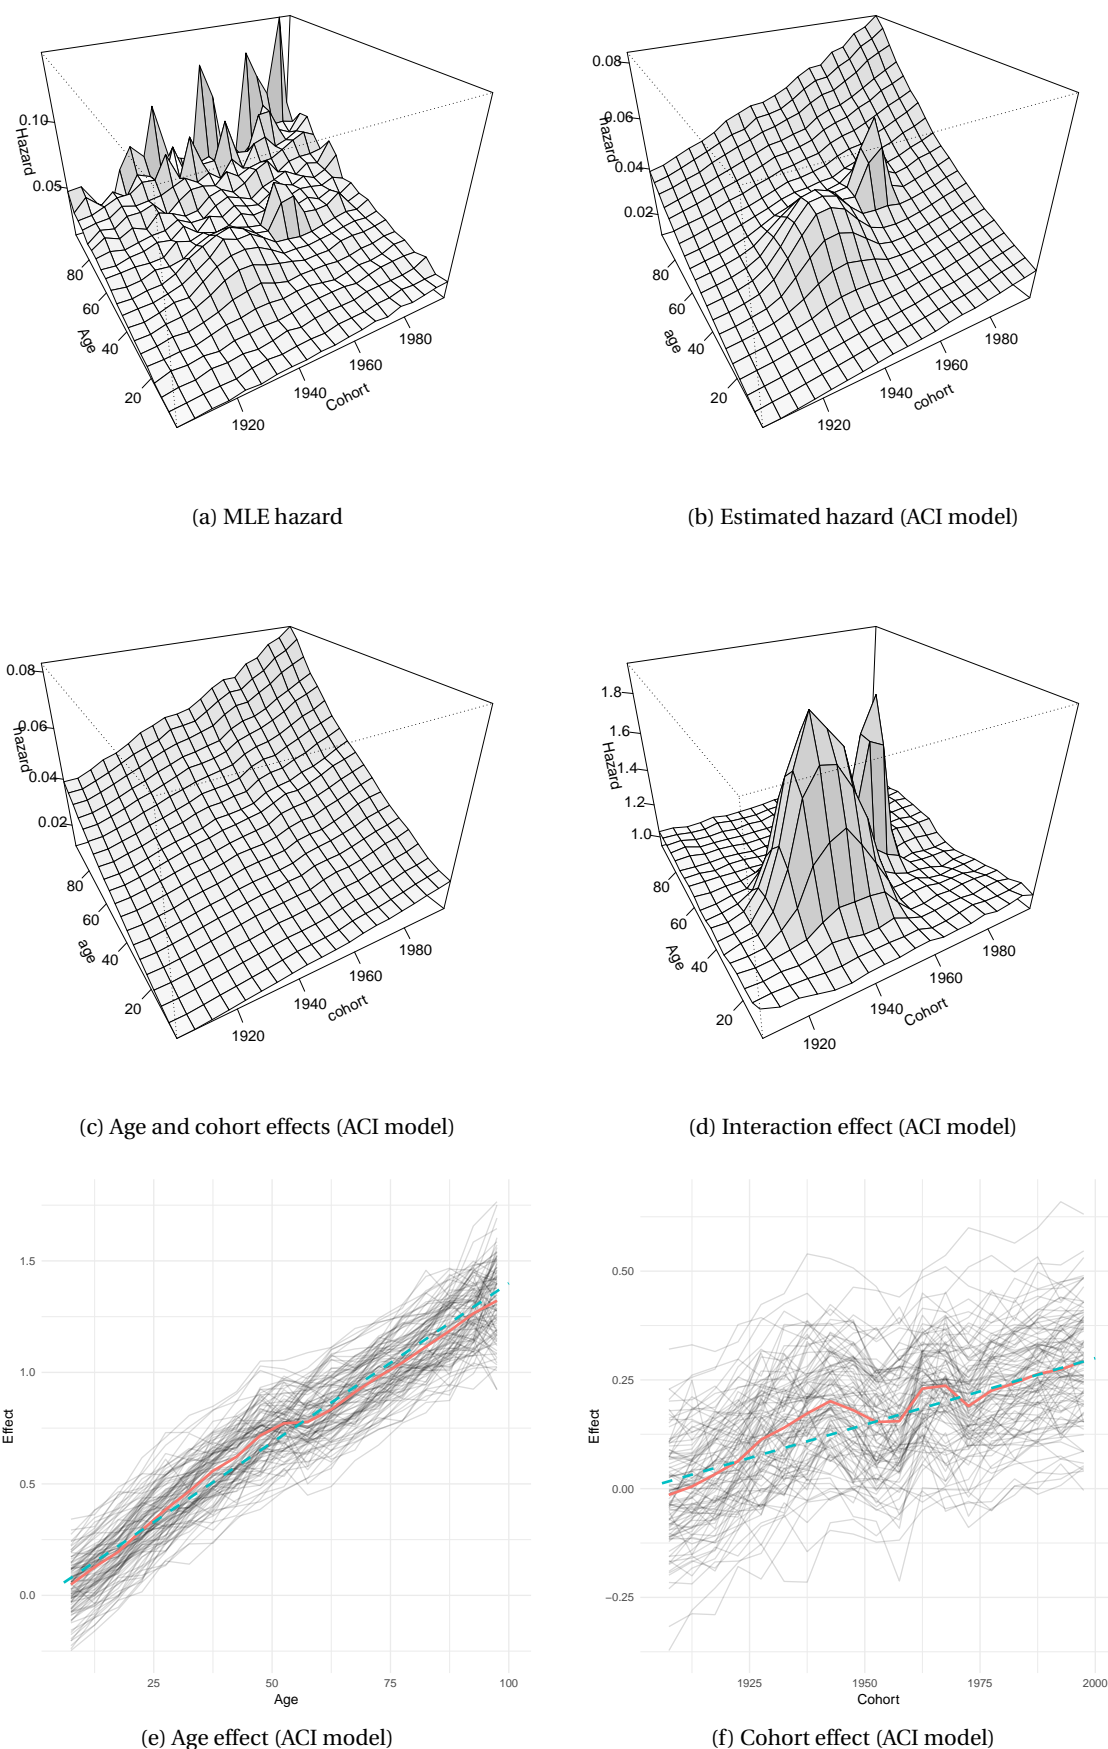 0.10
0.05
Hazard
80
60
40
20
Age
1920
1940
1960
1980
Cohort
(a) MLE hazard
0.08
0.06
0.04
0.02
hazard
80
60
40
20
age
1920
1940
1960
1980
cohort
(b) Estimated hazard (ACI model)
0.08
0.06
0.04
0.02
hazard
80
60
40
20
age
1920
1940
1960
1980
cohort
(c) Age and cohort effects (ACI model)
1.8
1.6
1.4
1.2
1.0
Hazard
80
60
40
20
Age
1920
1940
1960
1980
Cohort
(d) Interaction effect (ACI model)
1.5
1.0
0.5
0.0
Effect
25 50 75 100
Age
(e) Age effect (ACI model)
0.50
0.25
0.00
−0.25
Effect
1925 1950 1975 2000
Cohort
(f) Cohort effect (ACI model)